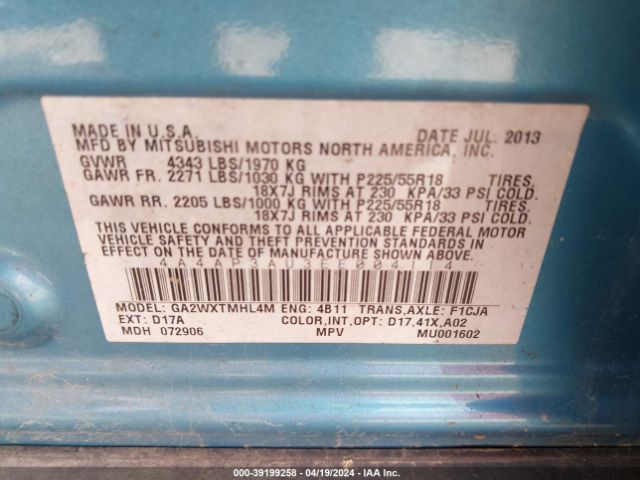 MADE IN U.S.A. DATE JUL. 2013
MFD BY MITSUBISHI MOTORS NORTH AMERICA, INC.
GVWR 4343 LBS/1970 KG
GAWR FR. 2271 LBS/1030 KG WITH P225/55R18 TIRES,
18X7J RIMS AT 230 KPA/33 PSI COLD.
GAWR RR. 2205 LBS/1000 KG WITH P225/55R18 TIRES,
18X7J RIMS AT 230 KPA/33 PSI COLD.
THIS VEHICLE CONFORMS TO ALL APPLICABLE FEDERAL MOTOR
VEHICLE SAFETY AND THEFT PREVENTION STANDARDS IN
EFFECT ON THE DATE OF MANUFACTURE SHOWN ABOVE.
4A4AP3AU3EE004114
MODEL: GA2WXTMHL4M ENG: 4B11 TRANS,AXLE: F1CJA
EXT: D17A COLOR,INT,OPT: D17,41X,A02
MDH 072906 MPV MU001602
000-39199258 - 04/19/2024 - IAA Inc.